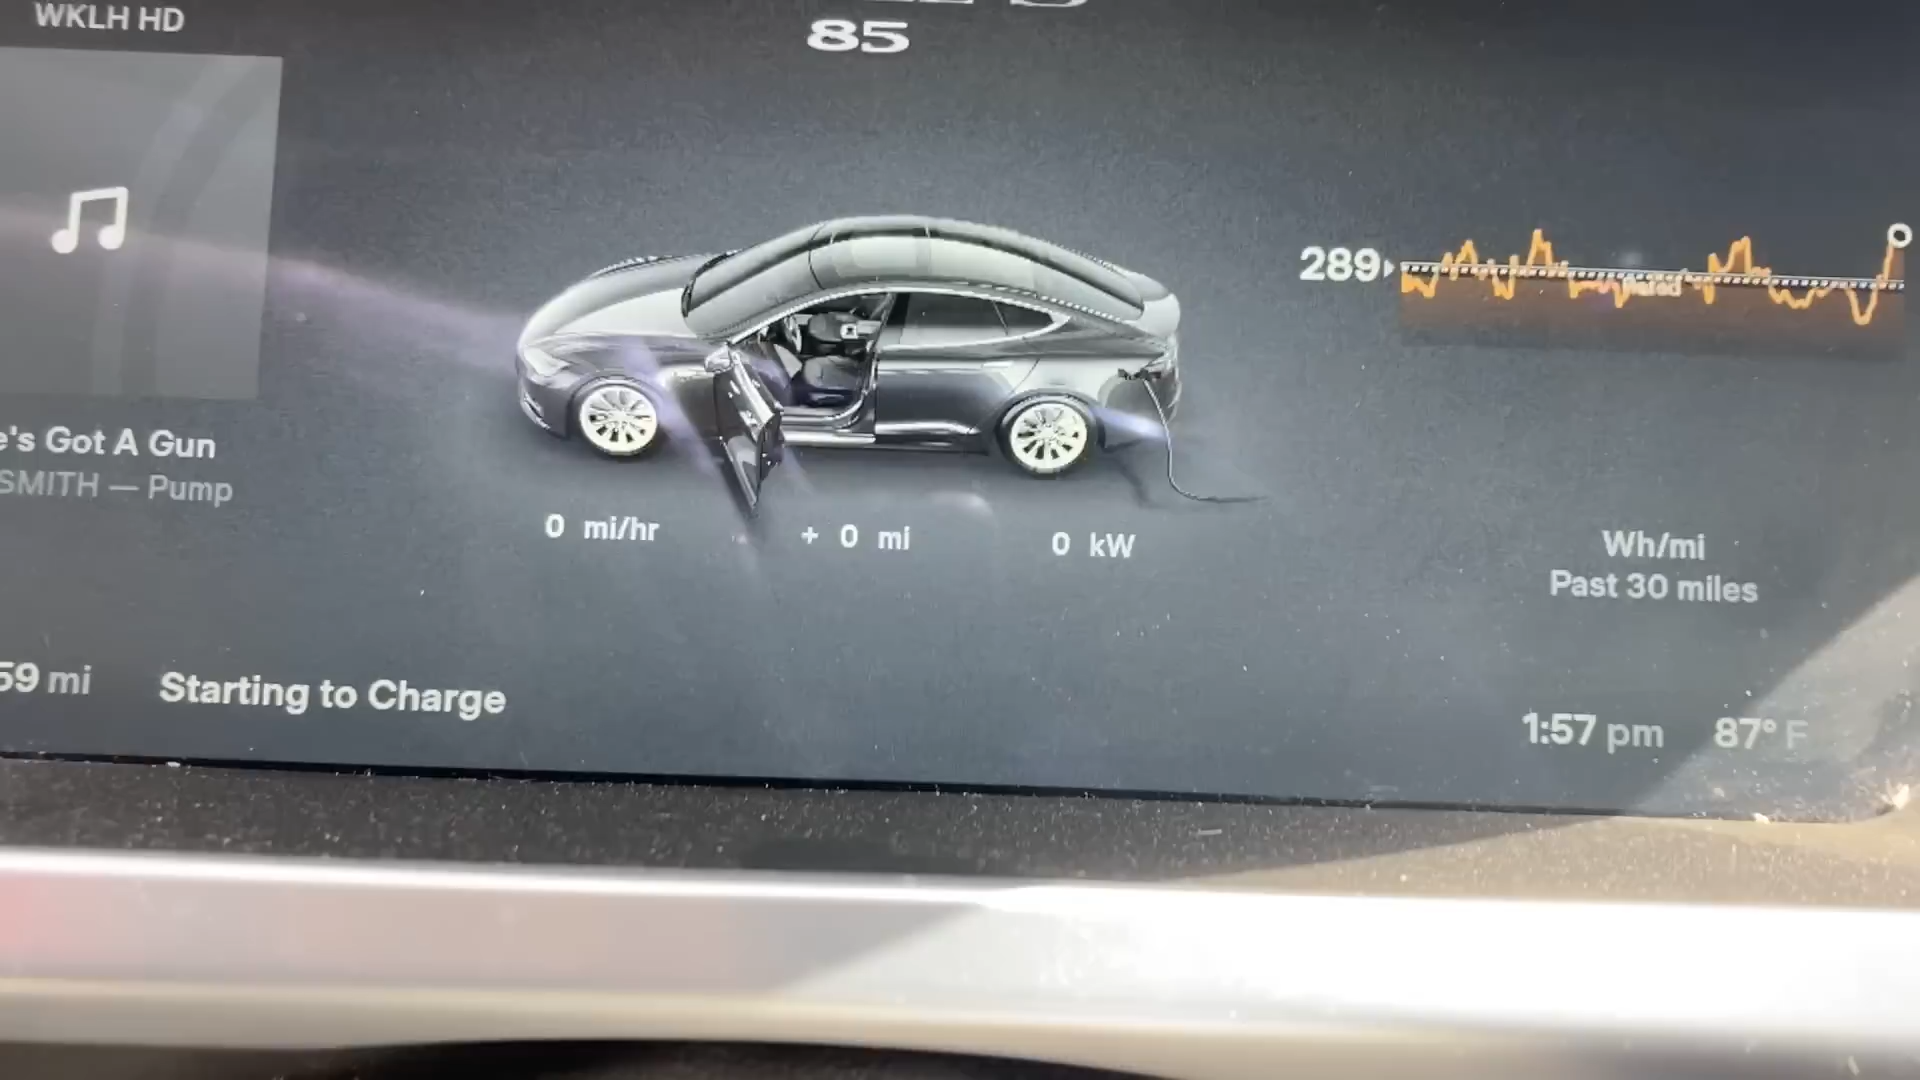 WKLH HD
85
289
Rated
e's Got A Gun
SMITH — Pump
0 mi/hr
+ 0 mi
0 kW
Wh/mi
Past 30 miles
59 mi
Starting to Charge
1:57 pm
87° F